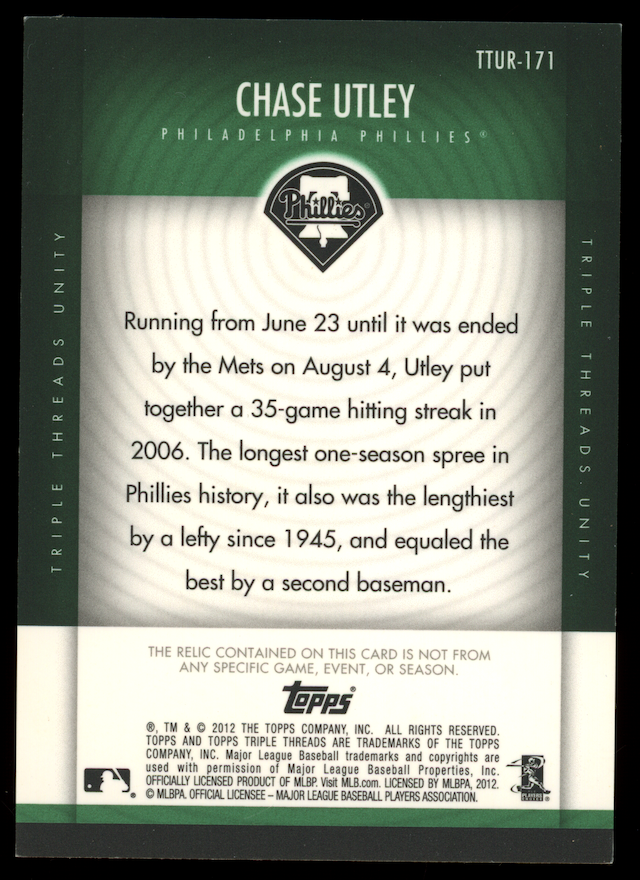 TTUR-171
CHASE UTLEY
PHILADELPHIA PHILLIES®
Phillies®
TRIPLE THREADS UNITY
TRIPLE THREADS UNITY
Running from June 23 until it was ended
by the Mets on August 4, Utley put
together a 35-game hitting streak in
2006. The longest one-season spree in
Phillies history, it also was the lengthiest
by a lefty since 1945, and equaled the
best by a second baseman.
THE RELIC CONTAINED ON THIS CARD IS NOT FROM
ANY SPECIFIC GAME, EVENT, OR SEASON.
topps®
®, TM & © 2012 THE TOPPS COMPANY, INC. ALL RIGHTS RESERVED.
TOPPS AND TOPPS TRIPLE THREADS ARE TRADEMARKS OF THE TOPPS
COMPANY, INC. Major League Baseball trademarks and copyrights are
used with permission of Major League Baseball Properties, Inc.
OFFICIALLY LICENSED PRODUCT OF MLBP. Visit MLB.com. LICENSED BY MLBPA, 2012.
© MLBPA. OFFICIAL LICENSEE – MAJOR LEAGUE BASEBALL PLAYERS ASSOCIATION.
PLAYERS